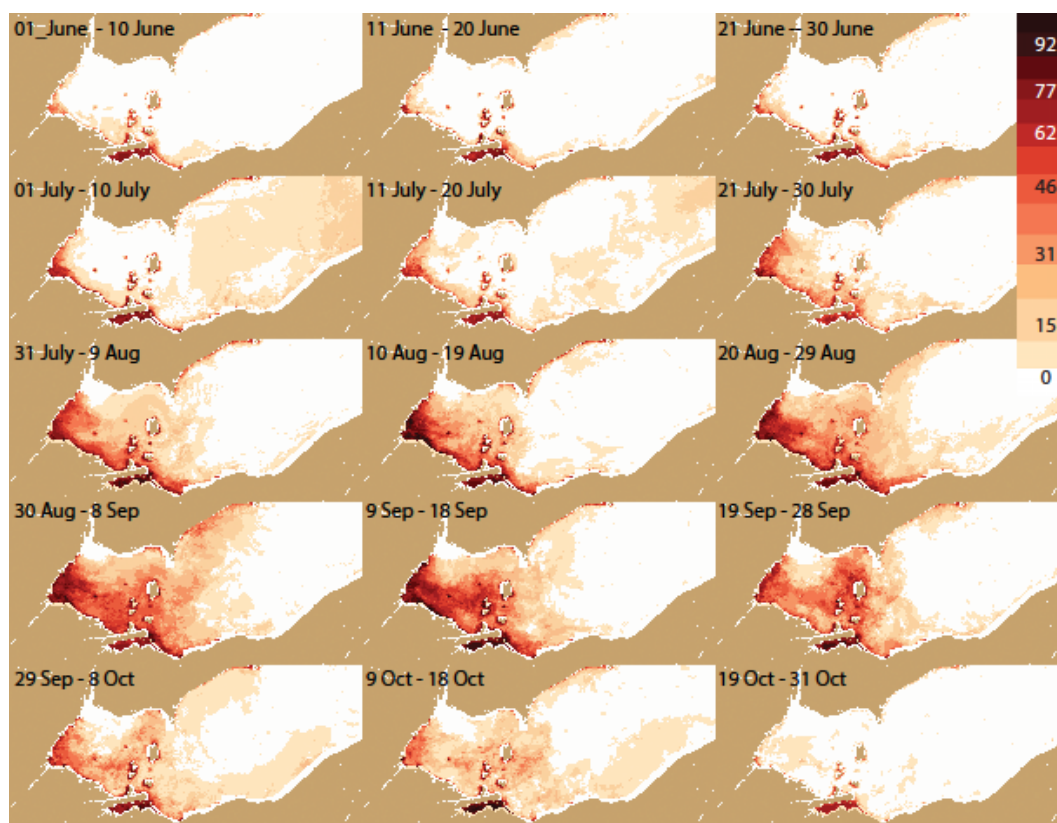 01_June - 10 June
11 June - 20 June
21 June – 30 June
92
77
62
01 July - 10 July
11 July - 20 July
21 July - 30 July
46
31
15
31 July - 9 Aug
10 Aug - 19 Aug
20 Aug - 29 Aug
0
30 Aug - 8 Sep
9 Sep - 18 Sep
19 Sep - 28 Sep
29 Sep - 8 Oct
9 Oct - 18 Oct
19 Oct - 31 Oct